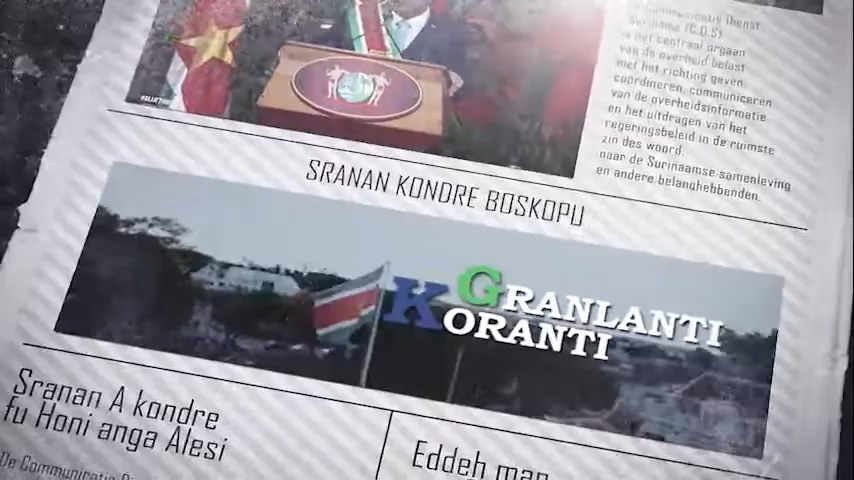 Communicatie Dienst
Suriname (C.D.S)
is het centraal orgaan
van de overheid belast
met het richting geven,
coordineren, communiceren
van de overheidsinformatie
en het uitdragen van het
regeringsbeleid in de ruimste
zin des woord.
naar de Surinaamse samenleving
en andere belanghebbenden.
SRANAN KONDRE BOSKOPU
GRANLANTI
KORANTI
Sranan A kondre
fu Honi anga Alesi
De Communicatie
Eddeh man